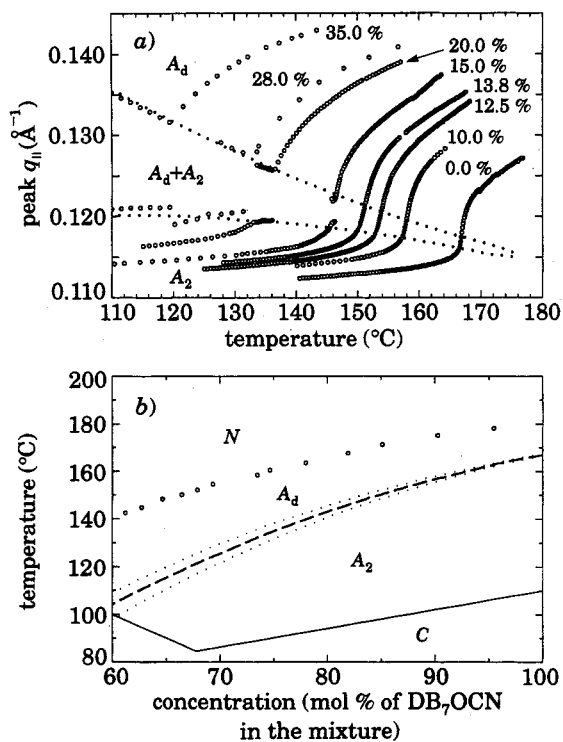 a)
35.0 %
20.0 %
15.0 %
13.8 %
12.5 %
10.0 %
0.0 %
28.0 %
A_d
A_d+A_2
A_2
0.140
0.130
0.120
0.110
peak q_|| (Å⁻¹)
110 120 130 140 150 160 170 180
temperature (°C)
b)
N
A_d
A_2
C
200
180
160
140
120
100
80
temperature (°C)
60 70 80 90 100
concentration (mol % of DB₇OCN
in the mixture)